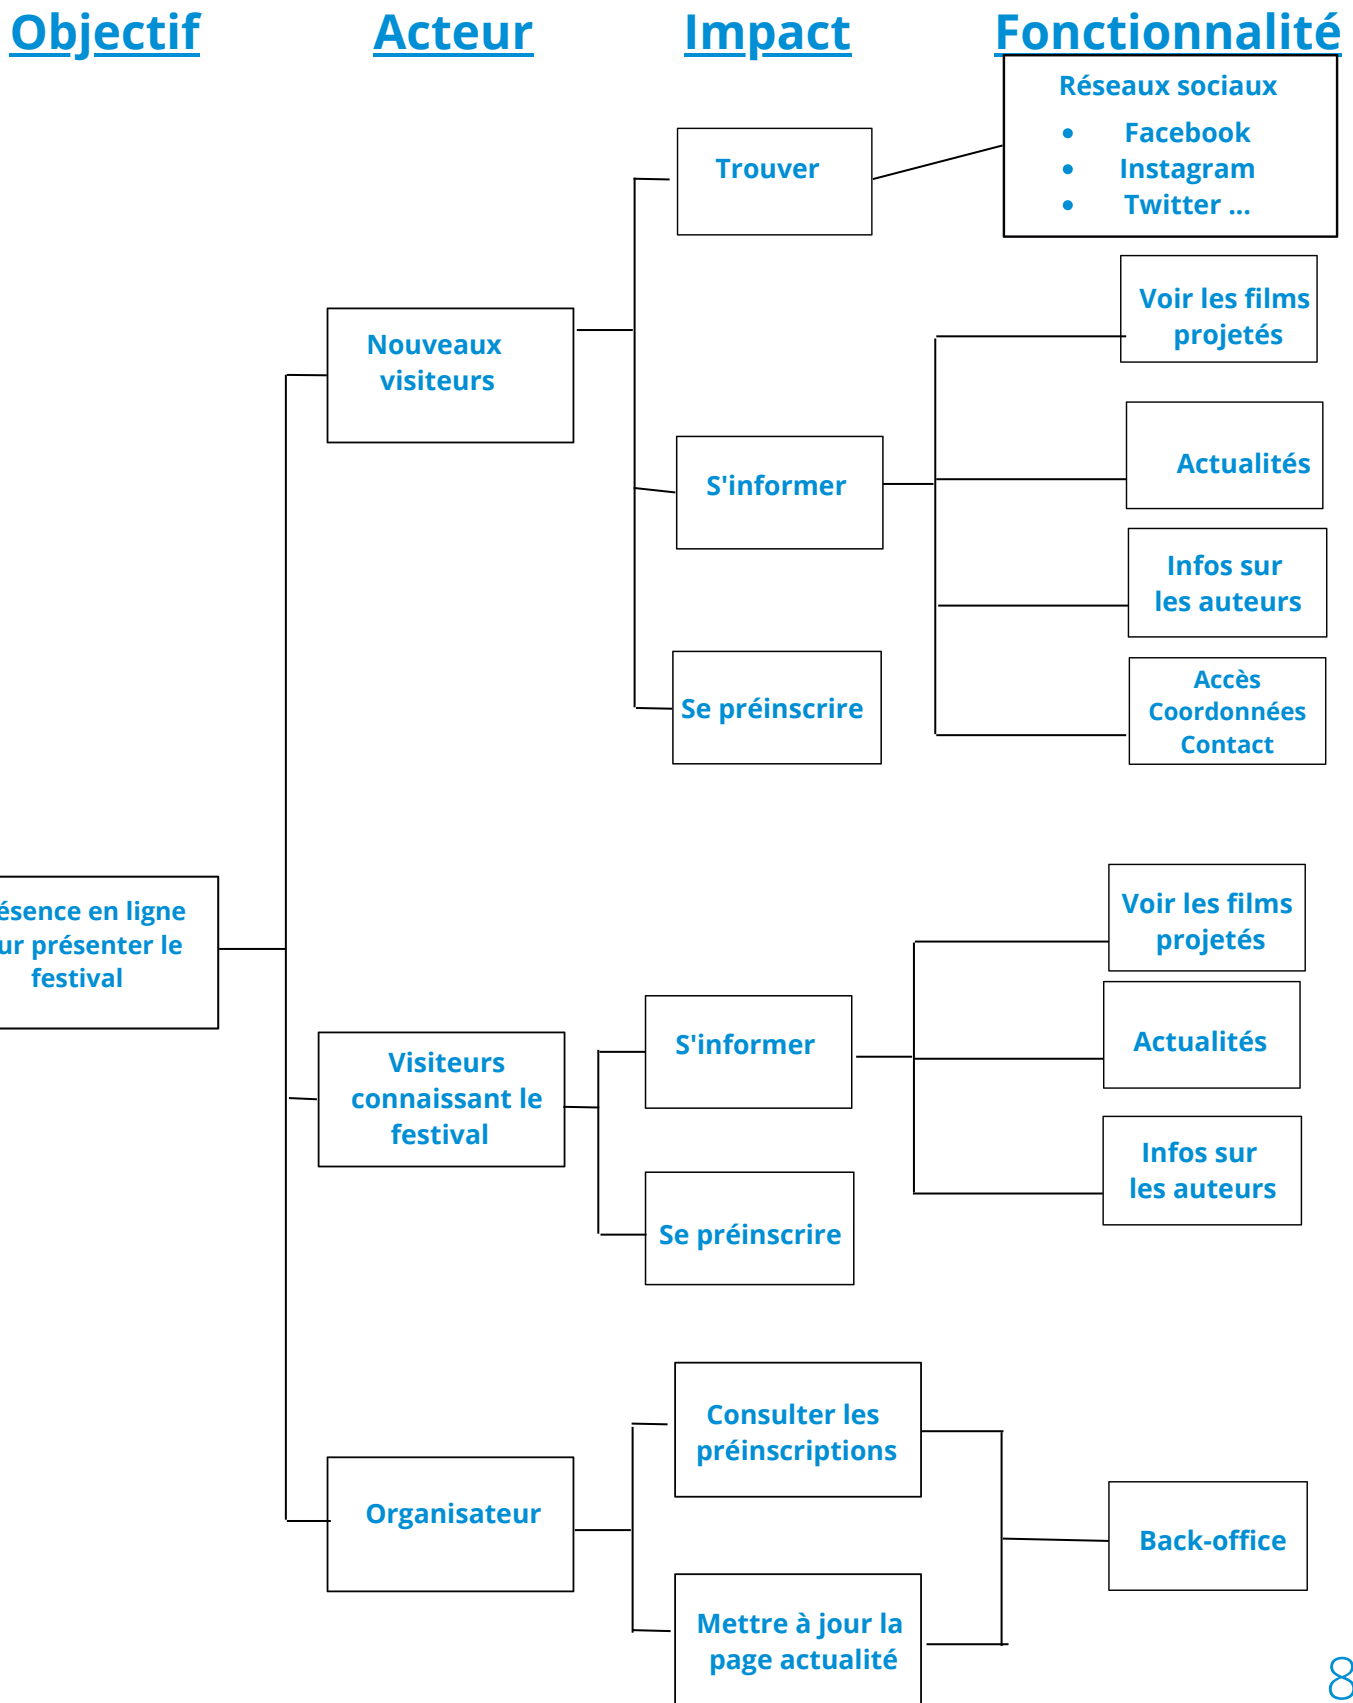 Objectif
Acteur
Impact
Fonctionnalité
Réseaux sociaux
• Facebook
• Instagram
• Twitter ...
Trouver
Voir les films
projetés
Nouveaux
visiteurs
Actualités
S'informer
Infos sur
les auteurs
Se préinscrire
Accès
Coordonnées
Contact
ésence en ligne
ur présenter le
festival
Voir les films
projetés
Visiteurs
connaissant le
festival
S'informer
Actualités
Infos sur
les auteurs
Se préinscrire
Consulter les
préinscriptions
Organisateur
Back-office
Mettre à jour la
page actualité
8